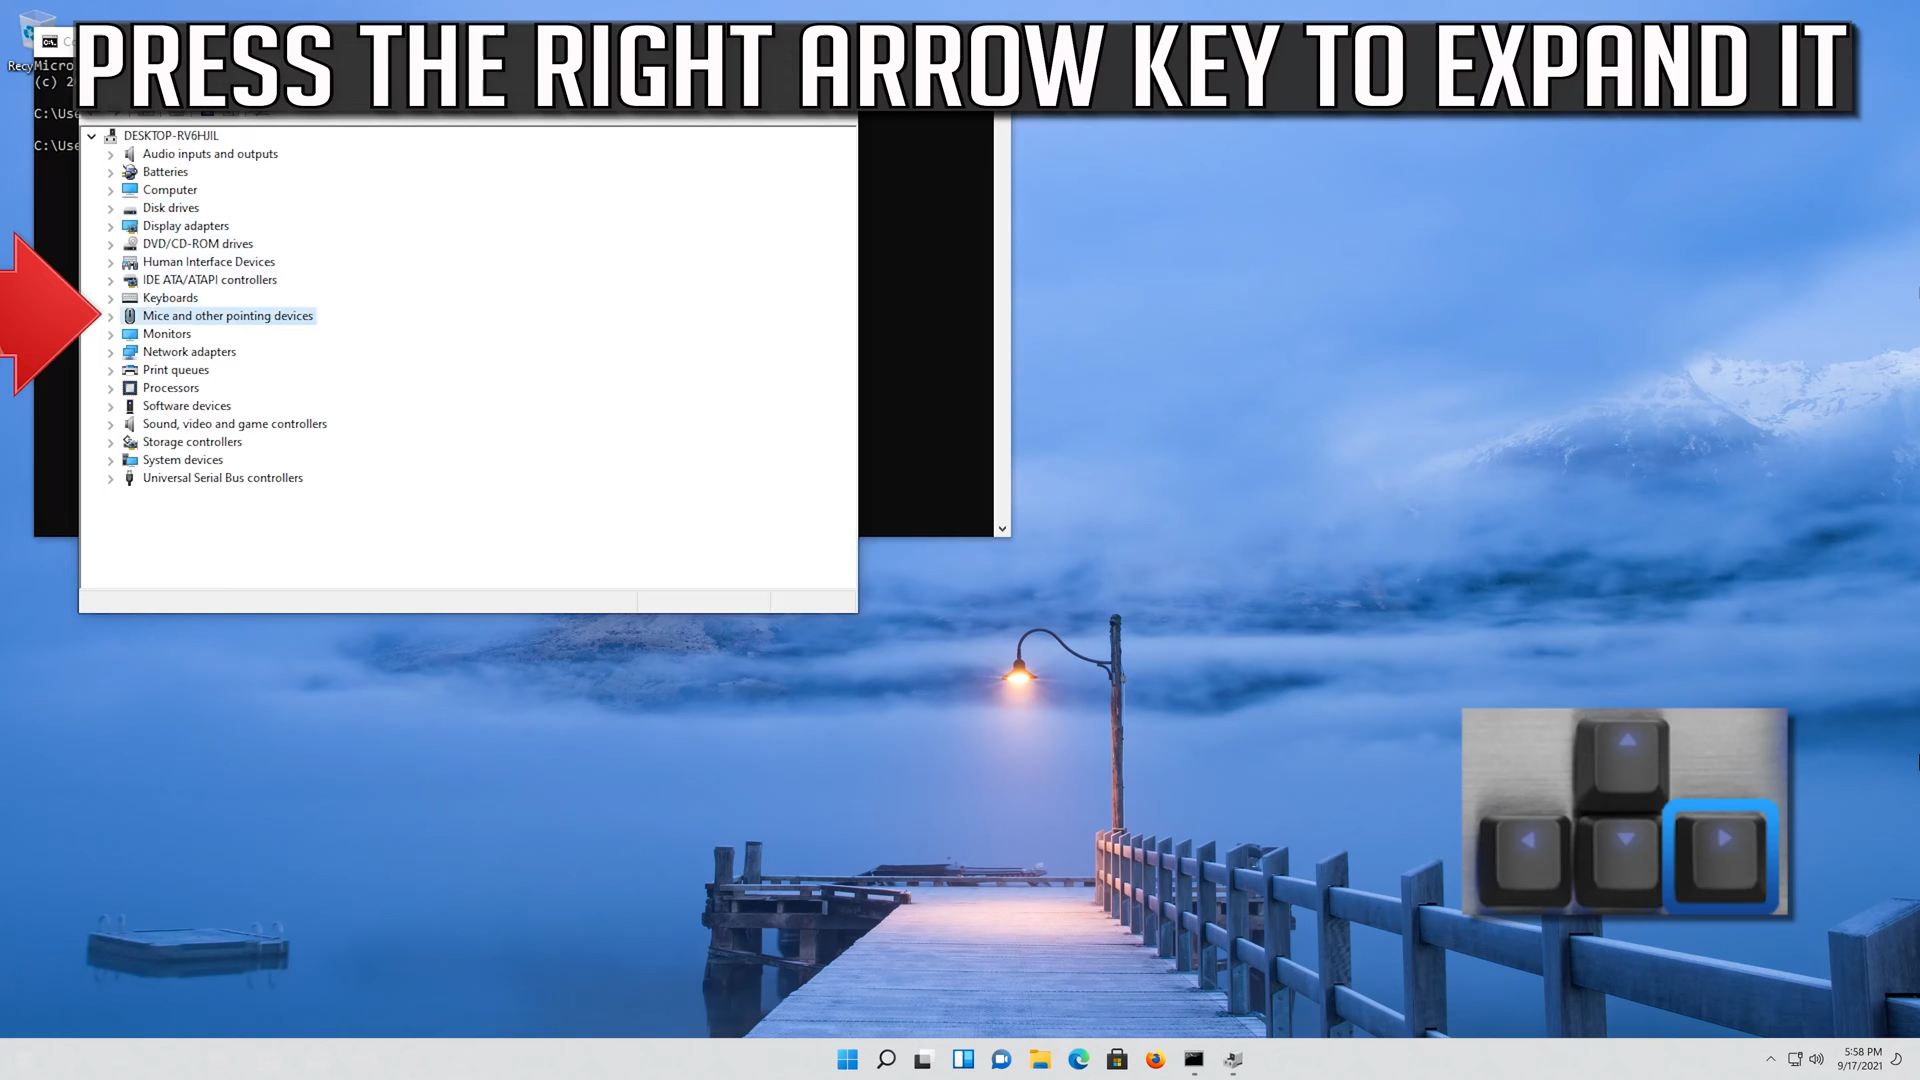 PRESS THE RIGHT ARROW KEY TO EXPAND IT
(c) 2
C:\Use
C:\Use
DESKTOP-RV6HJIL
Audio inputs and outputs
Batteries
Computer
Disk drives
Display adapters
DVD/CD-ROM drives
Human Interface Devices
IDE ATA/ATAPI controllers
Keyboards
Mice and other pointing devices
Monitors
Network adapters
Print queues
Processors
Software devices
Sound, video and game controllers
Storage controllers
System devices
Universal Serial Bus controllers
5:58 PM
9/17/2021